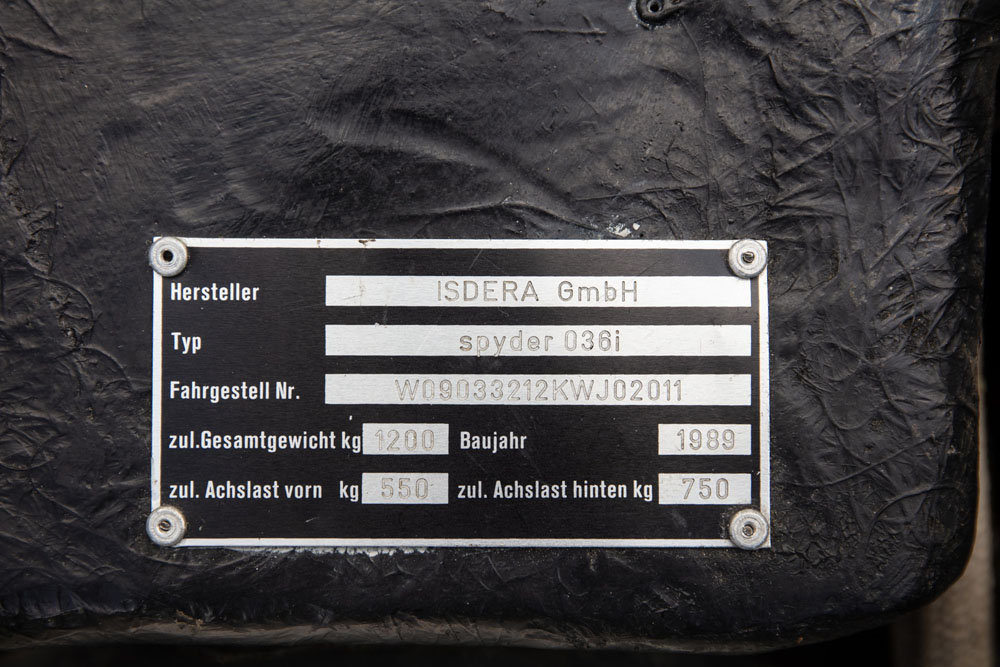 Hersteller ISDERA GmbH
Typ spyder 036i
Fahrgestell Nr. W09033212KWJ02011
zul.Gesamtgewicht kg 1200 Baujahr 1989
zul. Achslast vorn kg 550 zul. Achslast hinten kg 750